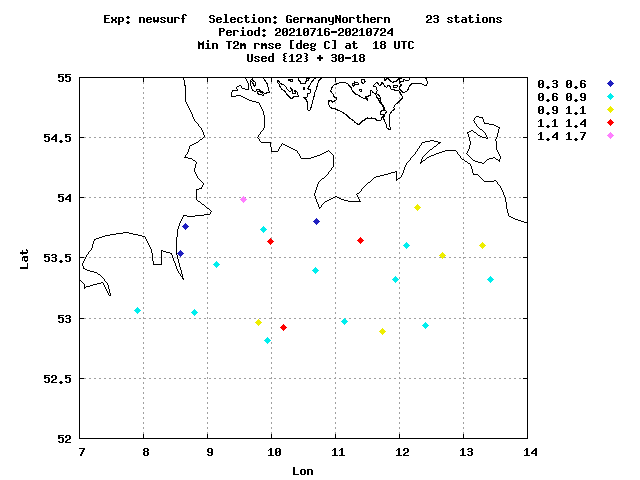 Exp: newsurf   Selection: GermanyNorthern     23 stations
Period: 20210716-20210724
Min T2m rmse [deg C] at  18 UTC
Used {12} + 30-18
0.3 0.6
0.6 0.9
0.9 1.1
1.1 1.4
1.4 1.7
55
54.5
54
53.5
53
52.5
52
Lat
7 8 9 10 11 12 13 14
Lon